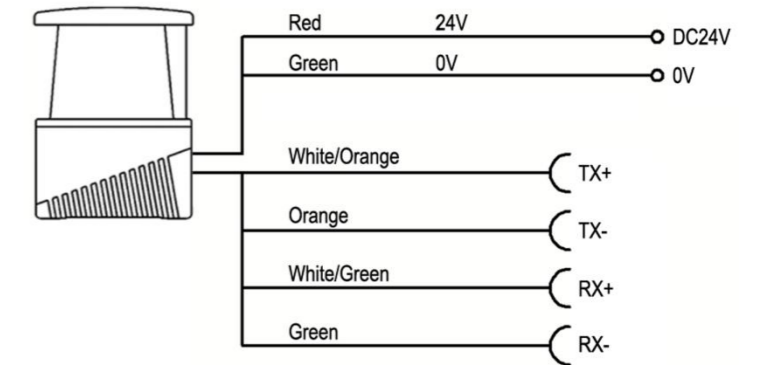 Red 24V DC24V
Green 0V 0V
White/Orange TX+
Orange TX-
White/Green RX+
Green RX-